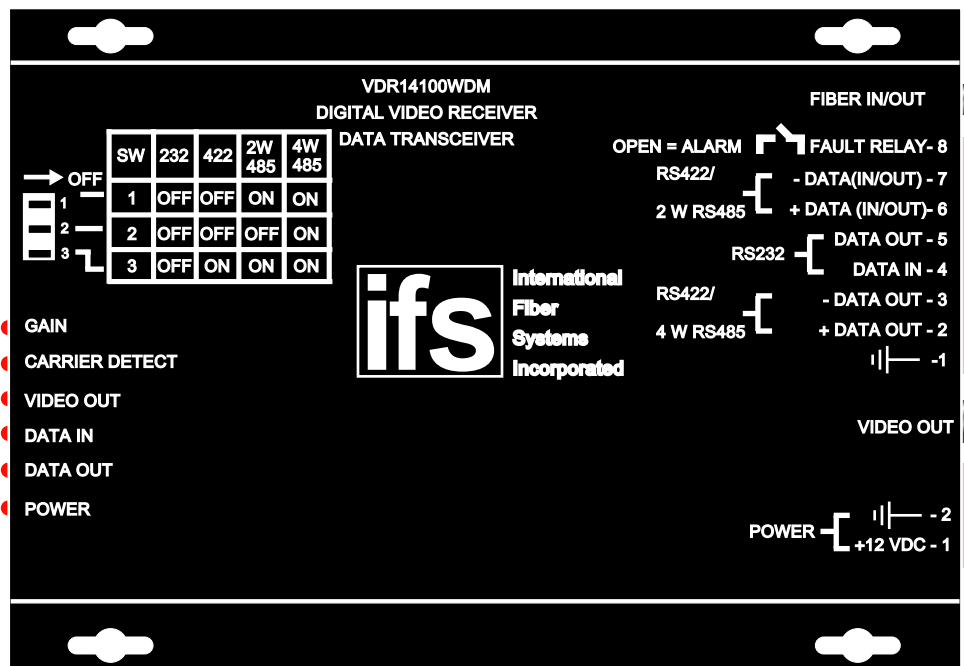 VDR14100WDM
DIGITAL VIDEO RECEIVER
DATA TRANSCEIVER
OFF
1
2
3
SW 232 422 2W 485 4W 485
1 OFF OFF ON ON
2 OFF OFF OFF ON
3 OFF ON ON ON
GAIN
CARRIER DETECT
VIDEO OUT
DATA IN
DATA OUT
POWER
ifs
International
Fiber
Systems
Incorporated
FIBER IN/OUT
OPEN = ALARM FAULT RELAY- 8
RS422/
2 W RS485
- DATA(IN/OUT) - 7
+ DATA (IN/OUT)- 6
RS232
DATA OUT - 5
DATA IN - 4
RS422/
4 W RS485
- DATA OUT - 3
+ DATA OUT - 2
-1
VIDEO OUT
POWER
- 2
+12 VDC - 1